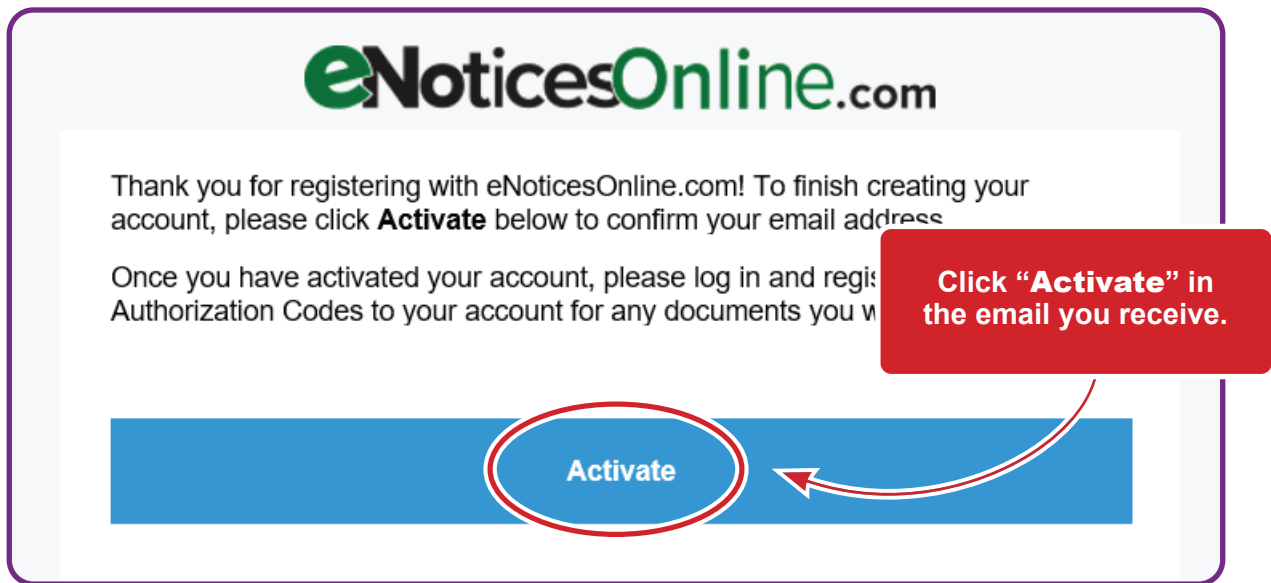 eNoticesOnline.com
Thank you for registering with eNoticesOnline.com! To finish creating your
account, please click Activate below to confirm your email address
Once you have activated your account, please log in and
Authorization Codes to your account for any documents you
Click “Activate” in
the email you receive.
Activate